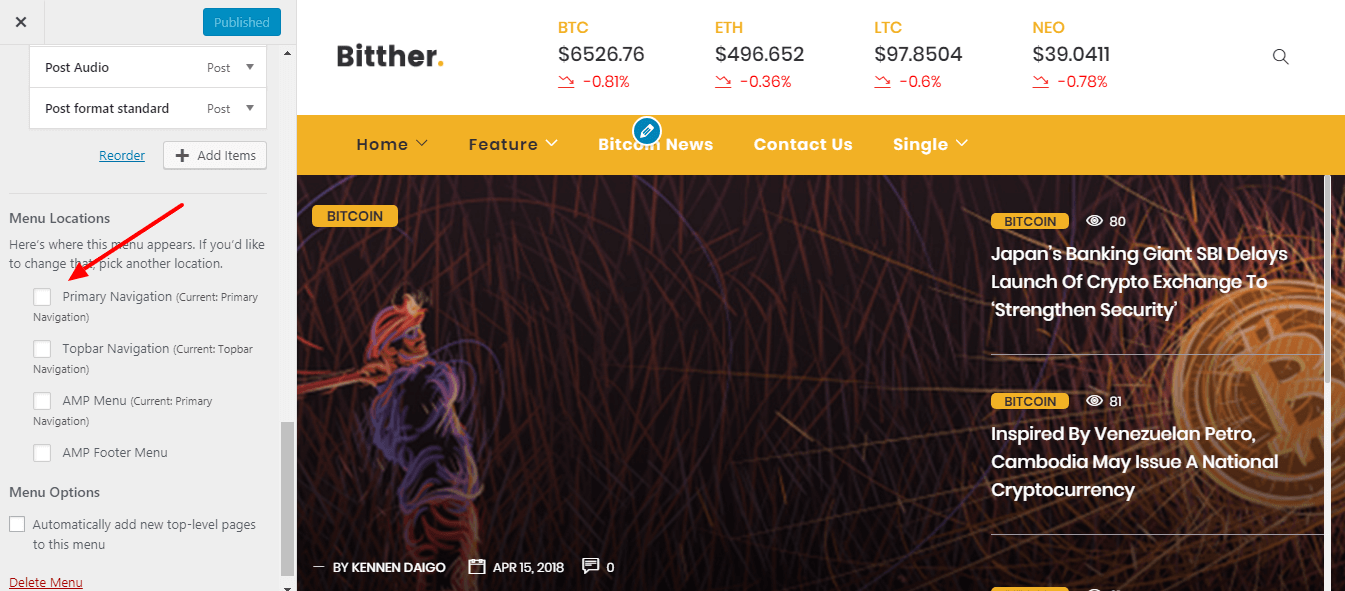 Published
Post Audio Post
Post format standard Post
Reorder Add Items
Menu Locations
Here's where this menu appears. If you'd like
to change that, pick another location.
Primary Navigation (Current: Primary
Navigation)
Topbar Navigation (Current: Topbar
Navigation)
AMP Menu (Current: Primary
Navigation)
AMP Footer Menu
Menu Options
Automatically add new top-level pages
to this menu
Delete Menu
Bitther.
BTC
$6526.76
-0.81%
ETH
$496.652
-0.36%
LTC
$97.8504
-0.6%
NEO
$39.0411
-0.78%
Home Feature Bitcoin News Contact Us Single
BITCOIN
BY KENNEN DAIGO APR 15, 2018 0
BITCOIN 80
Japan's Banking Giant SBI Delays
Launch Of Crypto Exchange To
‘Strengthen Security’
BITCOIN 81
Inspired By Venezuelan Petro,
Cambodia May Issue A National
Cryptocurrency